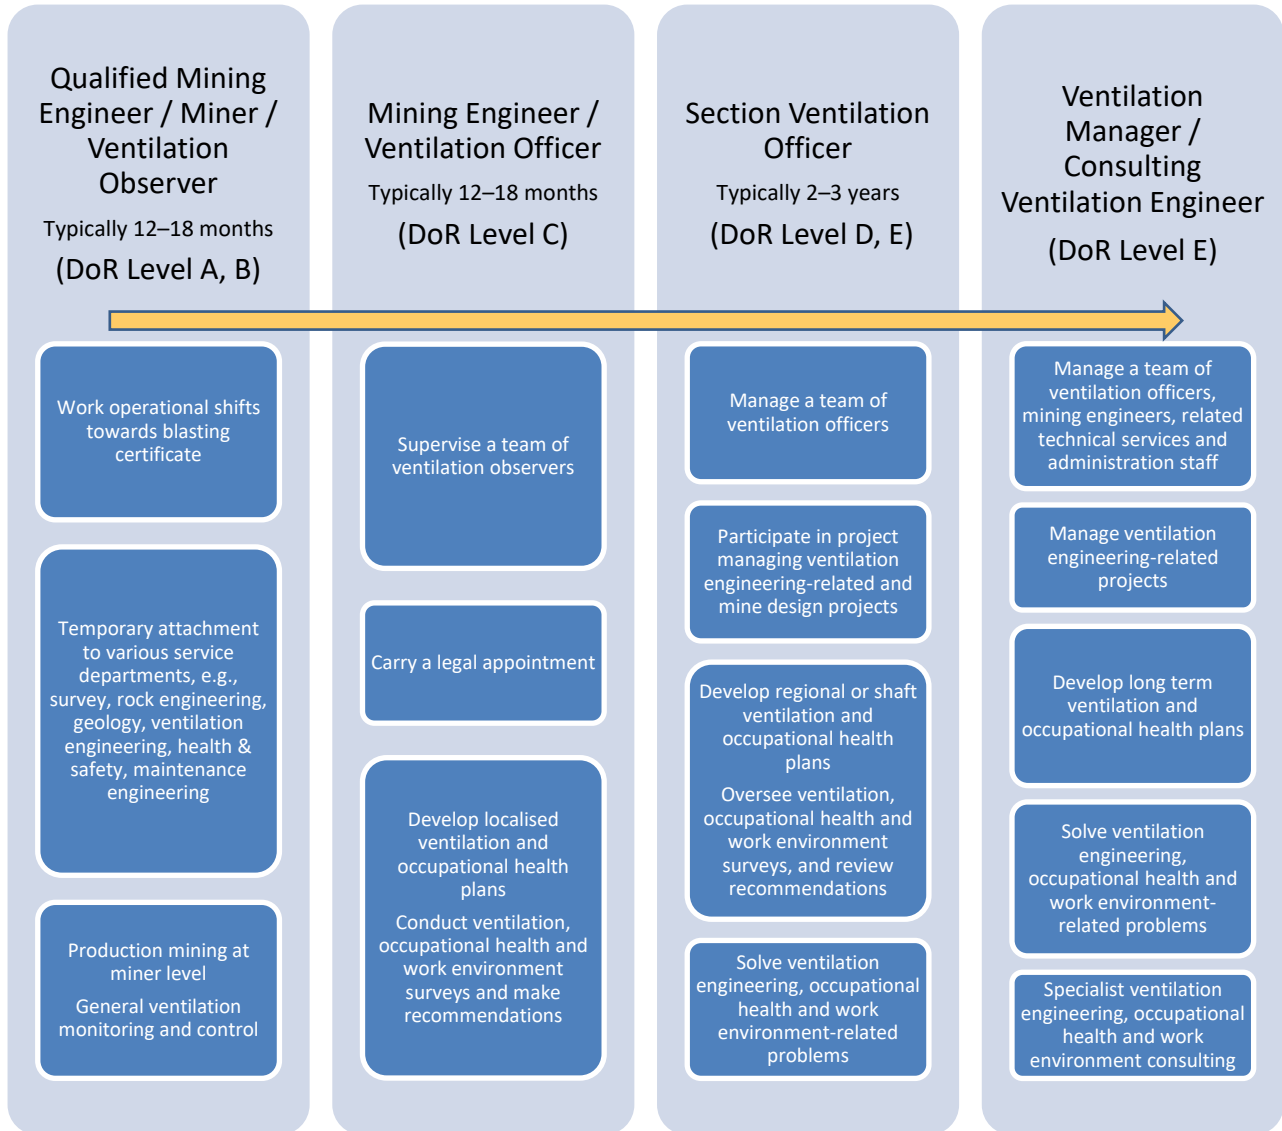 Qualified Mining
Engineer / Miner /
Ventilation
Observer
Typically 12–18 months
(DoR Level A, B)
Work operational shifts
towards blasting
certificate
Temporary attachment
to various service
departments, e.g.,
survey, rock engineering,
geology, ventilation
engineering, health &
safety, maintenance
engineering
Production mining at
miner level
General ventilation
monitoring and control
Mining Engineer /
Ventilation Officer
Typically 12–18 months
(DoR Level C)
Supervise a team of
ventilation observers
Carry a legal appointment
Develop localised
ventilation and
occupational health
plans
Conduct ventilation,
occupational health and
work environment
surveys and make
recommendations
Section Ventilation
Officer
Typically 2–3 years
(DoR Level D, E)
Manage a team of
ventilation officers
Participate in project
managing ventilation
engineering-related and
mine design projects
Develop regional or shaft
ventilation and
occupational health
plans
Oversee ventilation,
occupational health and
work environment
surveys, and review
recommendations
Solve ventilation
engineering, occupational
health and work
environment-related
problems
Ventilation
Manager /
Consulting
Ventilation Engineer
(DoR Level E)
Manage a team of
ventilation officers,
mining engineers, related
technical services and
administration staff
Manage ventilation
engineering-related
projects
Develop long term
ventilation and
occupational health plans
Solve ventilation
engineering,
occupational health and
work environment-
related problems
Specialist ventilation
engineering, occupational
health and work
environment consulting